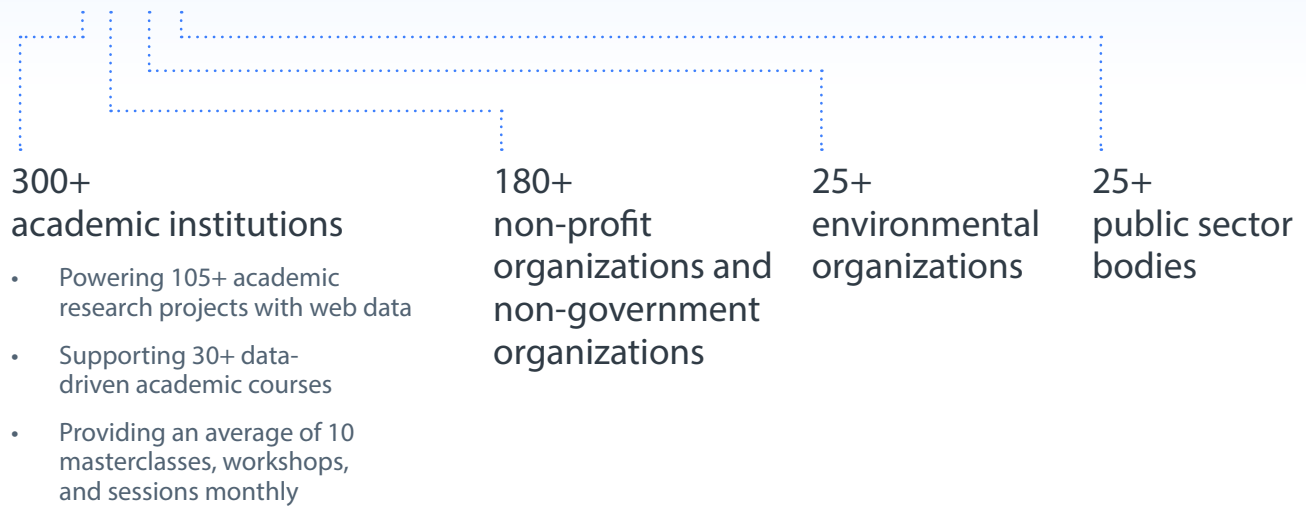 300+
academic institutions
• Powering 105+ academic
research projects with web data
• Supporting 30+ data-
driven academic courses
• Providing an average of 10
masterclasses, workshops,
and sessions monthly
180+
non-profit
organizations and
non-government
organizations
25+
environmental
organizations
25+
public sector
bodies